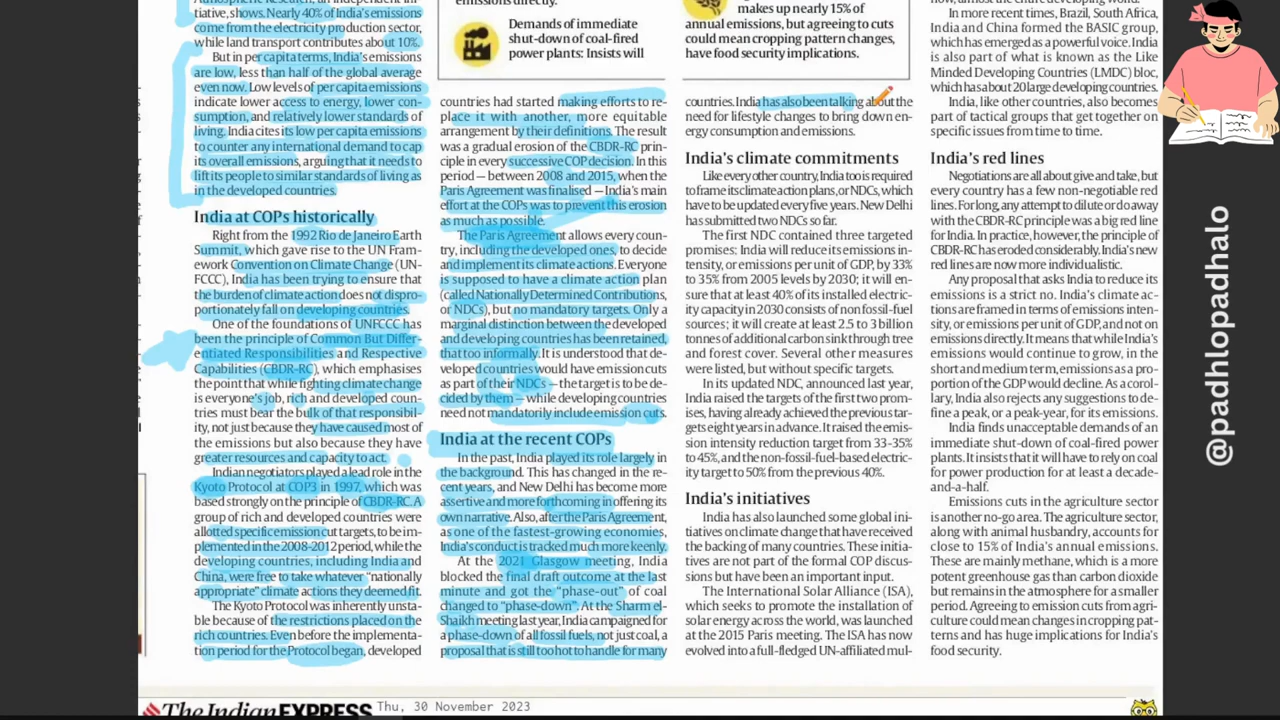 Atmospheric Research, an independent ini-
tiative, shows. Nearly 40% of India's emissions
come from the electricity production sector,
while land transport contributes about 10%.
But in per capita terms, India's emissions
are low, less than half of the global average
even now. Low levels of per capita emissions
indicate lower access to energy, lower con-
sumption, and relatively lower standards of
living. India cites its low per capita emissions
to counter any international demand to cap
its overall emissions, arguing that it needs to
lift its people to similar standards of living as
in the developed countries.
India at COPs historically
Right from the 1992 Rio de Janeiro Earth
Summit, which gave rise to the UN Fram-
ework Convention on Climate Change (UN-
FCCC), India has been trying to ensure that
the burden of climate action does not dispro-
portionately fall on developing countries.
One of the foundations of UNFCCC has
been the principle of Common But Differ-
entiated Responsibilities and Respective
Capabilities (CBDR-RC), which emphasises
the point that while fighting climate change
is everyone's job, rich and developed coun-
tries must bear the bulk of that responsibil-
ity, not just because they have caused most of
the emissions but also because they have
greater resources and capacity to act.
Indian negotiators played a lead role in the
Kyoto Protocol at COP3 in 1997, which was
based strongly on the principle of CBDR-RC. A
group of rich and developed countries were
allotted specific emission cut targets, to be im-
plemented in the 2008-2012 period, while the
developing countries, including India and
China, were free to take whatever "nationally
appropriate" climate actions they deemed fit.
The Kyoto Protocol was inherently unsta-
ble because of the restrictions placed on the
rich countries. Even before the implementa-
tion period for the Protocol began, developed
Demands of immediate
shut-down of coal-fired
power plants: Insists will
makes up nearly 15% of
annual emissions, but agreeing to cuts
could mean cropping pattern changes,
have food security implications.
countries had started making efforts to re-
place it with another, more equitable
arrangement by their definitions. The result
was a gradual erosion of the CBDR-RC prin-
ciple in every successive COP decision. In this
period — between 2008 and 2015, when the
Paris Agreement was finalised — India's main
effort at the COPs was to prevent this erosion
as much as possible.
The Paris Agreement allows every coun-
try, including the developed ones, to decide
and implement its climate actions. Everyone
is supposed to have a climate action plan
(called Nationally Determined Contributions,
or NDCs), but no mandatory targets. Only a
marginal distinction between the developed
and developing countries has been retained,
that too informally. It is understood that de-
veloped countries would have emission cuts
as part of their NDCs — the target is to be de-
cided by them — while developing countries
need not mandatorily include emission cuts.
India at the recent COPs
In the past, India played its role largely in
the background. This has changed in the re-
cent years, and New Delhi has become more
assertive and more forthcoming in offering its
own narrative. Also, after the Paris Agreement,
as one of the fastest-growing economies,
India's conduct is tracked much more keenly.
At the 2021 Glasgow meeting, India
blocked the final draft outcome at the last
minute and got the "phase-out" of coal
changed to "phase-down". At the Sharm el-
Shaikh meeting last year, India campaigned for
a phase-down of all fossil fuels, not just coal, a
proposal that is still too hot to handle for many
countries. India has also been talking about the
need for lifestyle changes to bring down en-
ergy consumption and emissions.
India's climate commitments
Like every other country, India too is required
to frame its climate action plans, or NDCs, which
have to be updated every five years. New Delhi
has submitted two NDCs so far.
The first NDC contained three targeted
promises: India will reduce its emissions in-
tensity, or emissions per unit of GDP, by 33%
to 35% from 2005 levels by 2030; it will en-
sure that at least 40% of its installed electric-
ity capacity in 2030 consists of non fossil-fuel
sources; it will create at least 2.5 to 3 billion
tonnes of additional carbon sink through tree
and forest cover. Several other measures
were listed, but without specific targets.
In its updated NDC, announced last year,
India raised the targets of the first two prom-
ises, having already achieved the previous tar-
gets eight years in advance. It raised the emis-
sion intensity reduction target from 33-35%
to 45%, and the non-fossil-fuel-based electric-
ity target to 50% from the previous 40%.
India's initiatives
India has also launched some global ini-
tiatives on climate change that have received
the backing of many countries. These initia-
tives are not part of the formal COP discus-
sions but have been an important input.
The International Solar Alliance (ISA),
which seeks to promote the installation of
solar energy across the world, was launched
at the 2015 Paris meeting. The ISA has now
evolved into a full-fledged UN-affiliated mul-
In more recent times, Brazil, South Africa,
India and China formed the BASIC group,
which has emerged as a powerful voice. India
is also part of what is known as the Like
Minded Developing Countries (LMDC) bloc,
which has about 20 large developing countries.
India, like other countries, also becomes
part of tactical groups that get together on
specific issues from time to time.
India's red lines
Negotiations are all about give and take, but
every country has a few non-negotiable red
lines. For long, any attempt to dilute or do away
with the CBDR-RC principle was a big red line
for India. In practice, however, the principle of
CBDR-RC has eroded considerably. India's new
red lines are now more individualistic.
Any proposal that asks India to reduce its
emissions is a strict no. India's climate ac-
tions are framed in terms of emissions inten-
sity, or emissions per unit of GDP, and not on
emissions directly. It means that while India's
emissions would continue to grow, in the
short and medium term, emissions as a pro-
portion of the GDP would decline. As a corol-
lary, India also rejects any suggestions to de-
fine a peak, or a peak-year, for its emissions.
India finds unacceptable demands of an
immediate shut-down of coal-fired power
plants. It insists that it will have to rely on coal
for power production for at least a decade-
and-a-half.
Emissions cuts in the agriculture sector
is another no-go area. The agriculture sector,
along with animal husbandry, accounts for
close to 15% of India's annual emissions.
These are mainly methane, which is a more
potent greenhouse gas than carbon dioxide
but remains in the atmosphere for a smaller
period. Agreeing to emission cuts from agri-
culture could mean changes in cropping pat-
terns and has huge implications for India's
food security.
@padhlopadhalo
The Indian EXPRESS
Thu, 30 November 2023